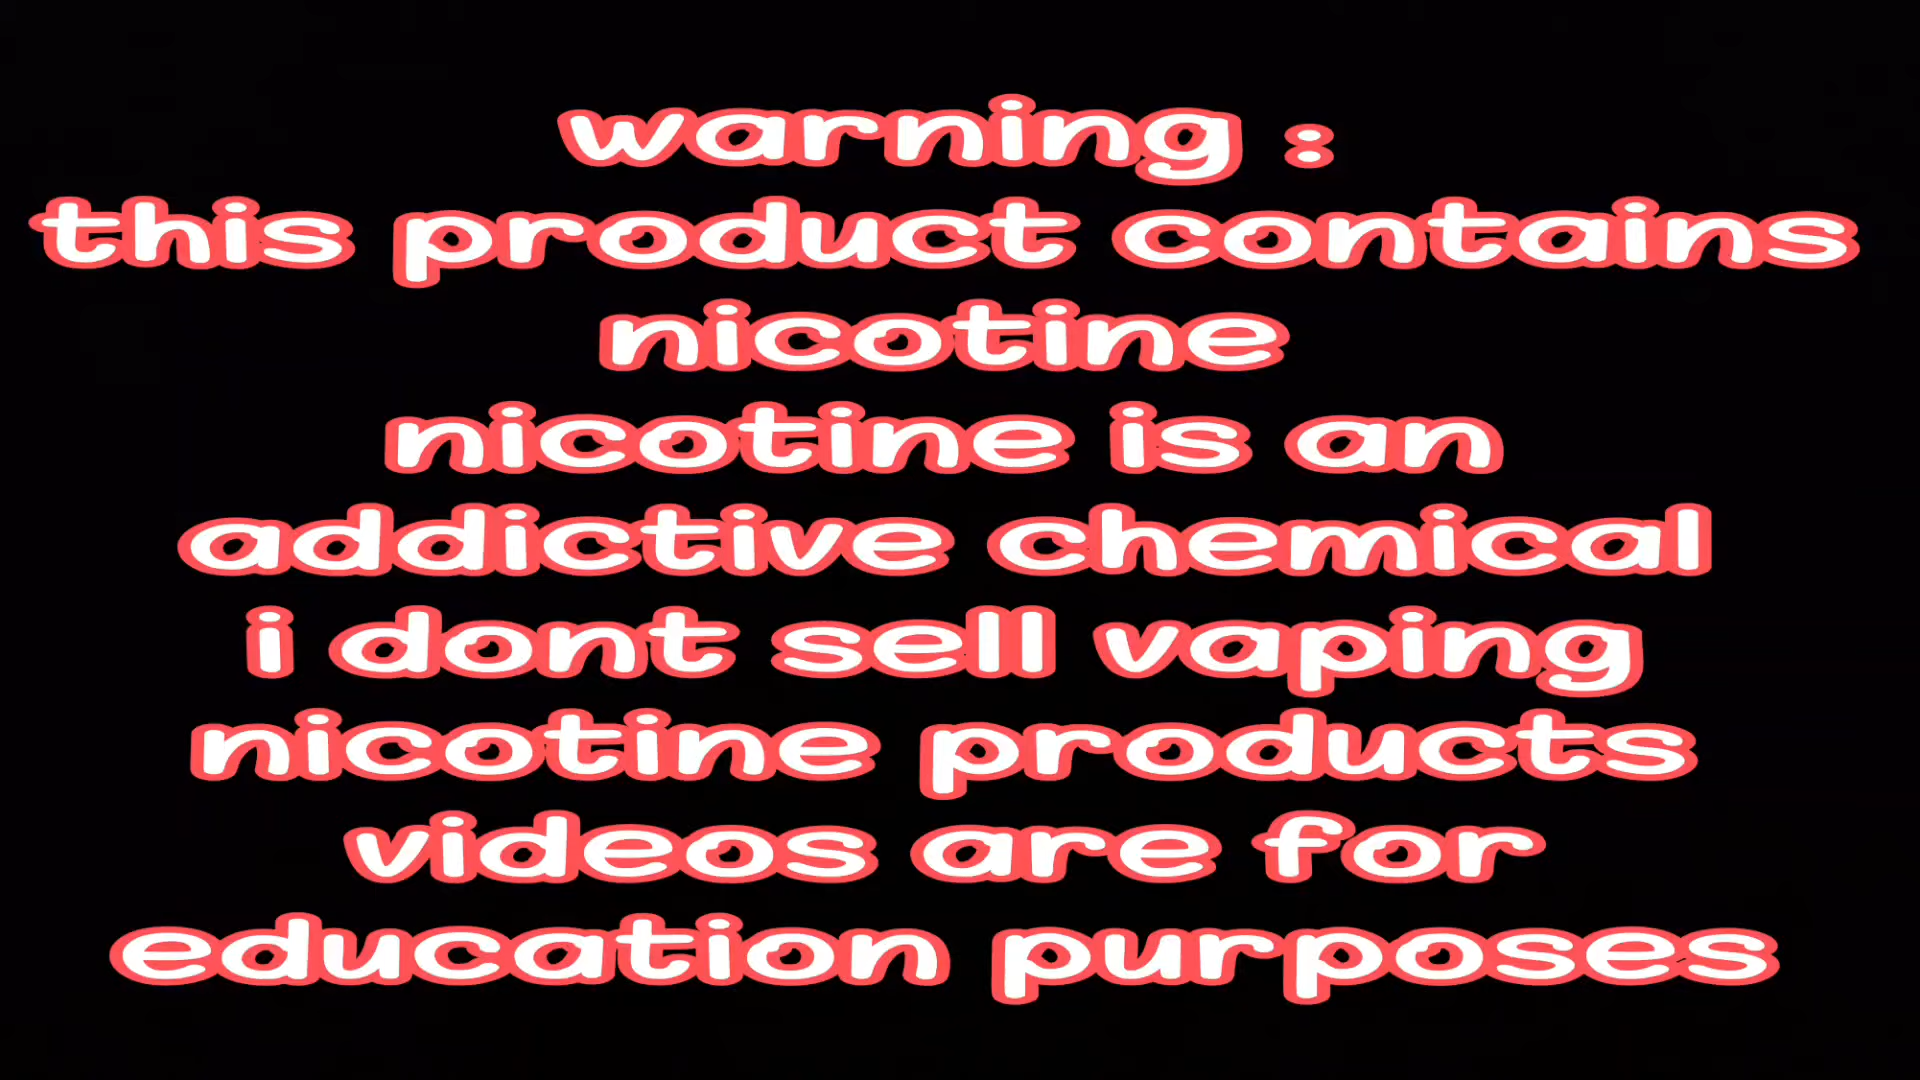 warning :
this product contains
nicotine
nicotine is an
addictive chemical
i dont sell vaping
nicotine products
videos are for
education purposes